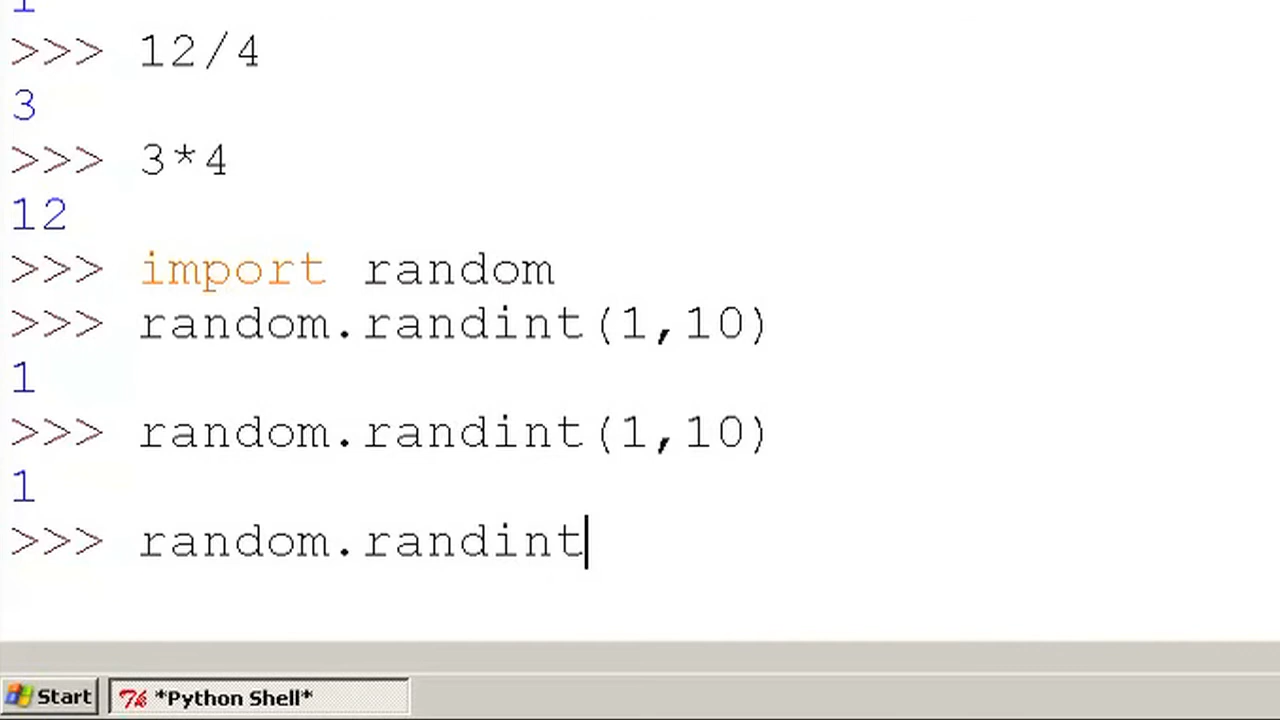 1
>>> 12/4
3
>>> 3*4
12
>>> import random
>>> random.randint(1,10)
1
>>> random.randint(1,10)
1
>>> random.randint
Start
*Python Shell*